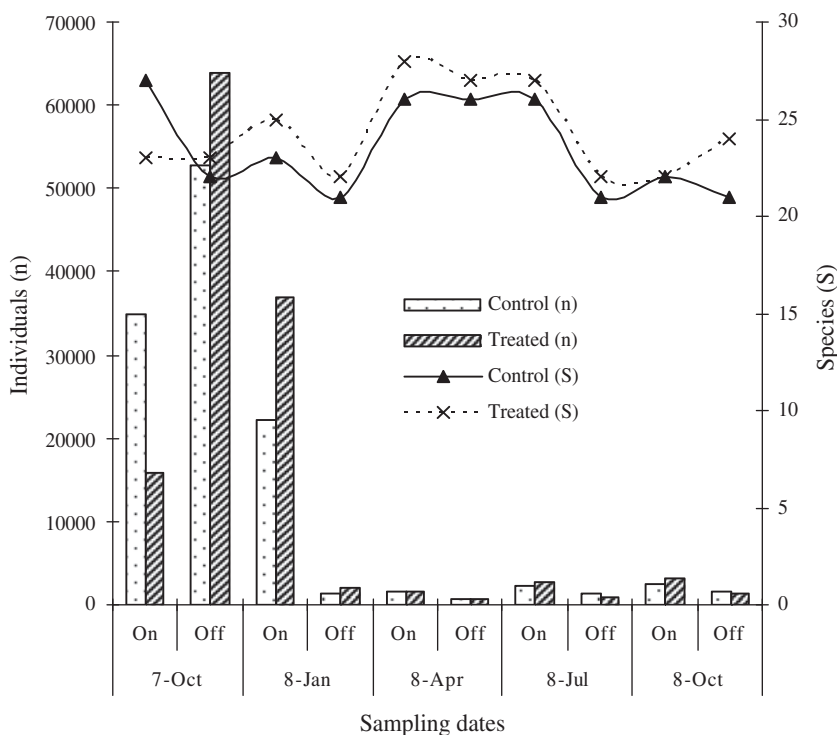 70000
60000
50000
40000
30000
20000
10000
0
Individuals (n)
30
25
20
15
10
5
0
Species (S)
Control (n)
Treated (n)
Control (S)
Treated (S)
On Off On Off On Off On Off On Off
7-Oct 8-Jan 8-Apr 8-Jul 8-Oct
Sampling dates